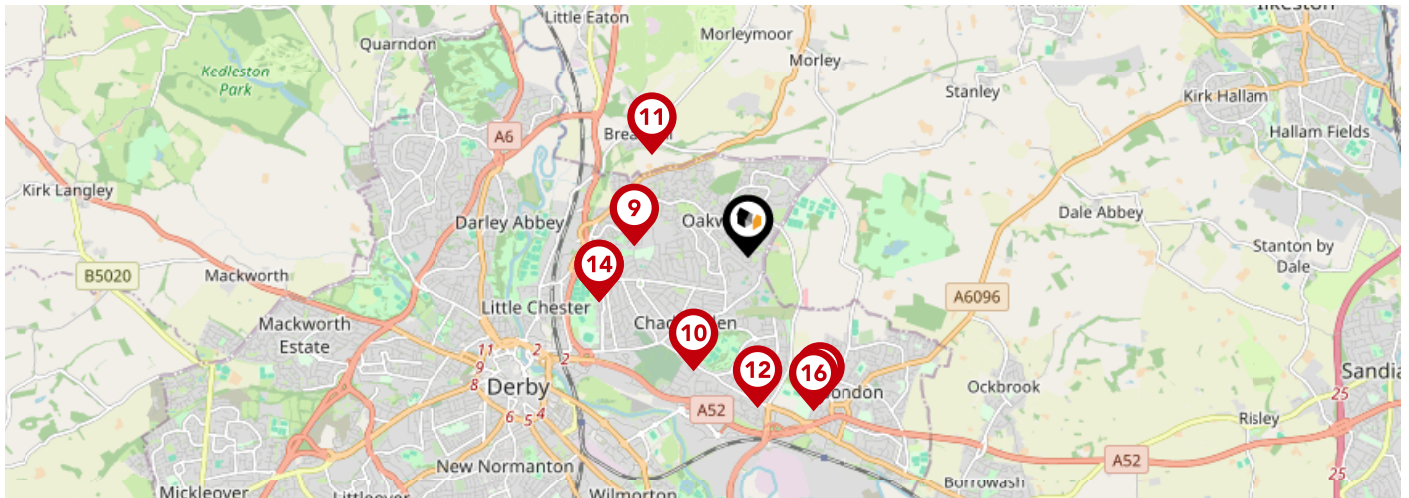 Little Eaton
Ilkeston
Quarndon
Morleymoor
Morley
Kedleston
Park
Stanley
Kirk Hallam
11
A6
Hallam Fields
Kirk Langley
9
Darley Abbey
Dale Abbey
14
Stanton by
Dale
B5020
Mackworth
A6096
Little Chester
Mackworth
Estate
10
11
2
2
9
8
Derby
12
16
Sandia
6
5
4
A52
Ockbrook
25
Risley
A52
New Normanton
25
Mickleover
Littleover
Wilmorton
Borrowash